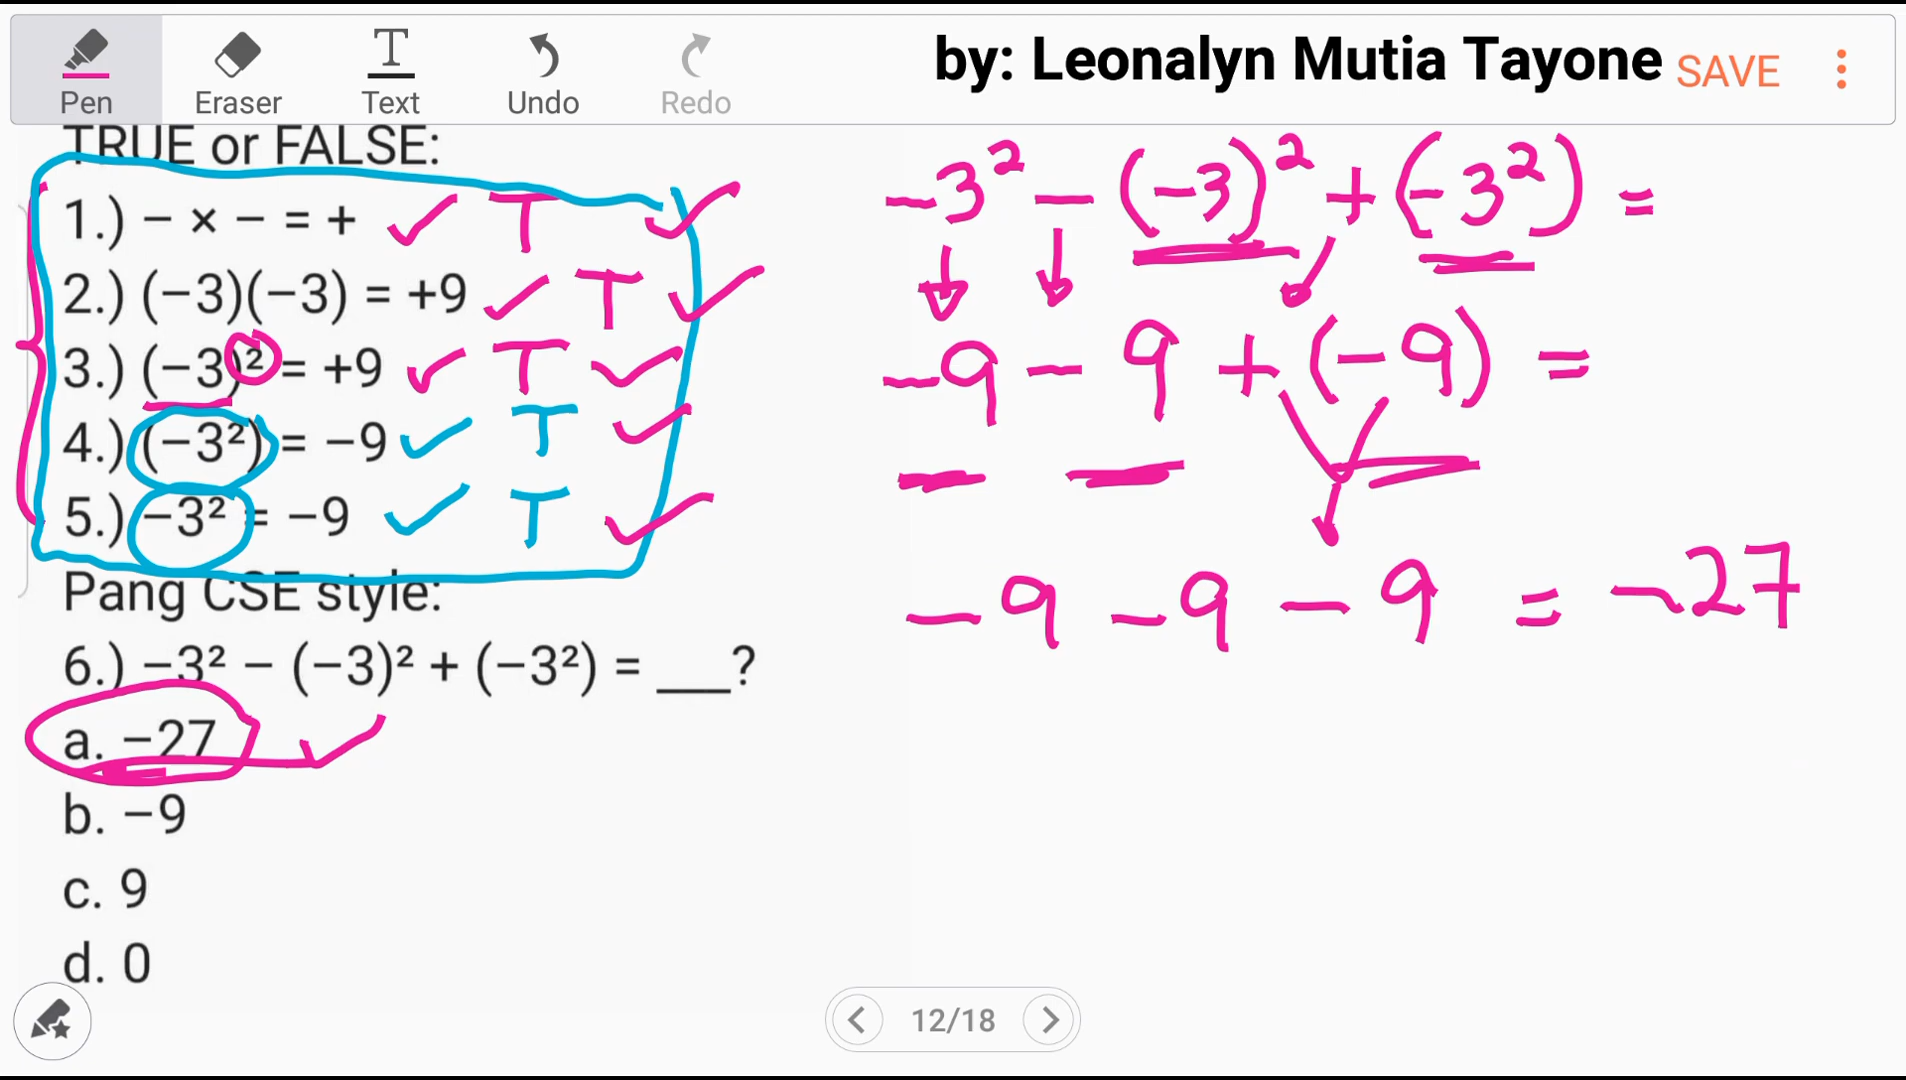 Pen Eraser Text Undo Redo
by: Leonalyn Mutia Tayone SAVE
TRUE or FALSE:
1.) − × − = + T
2.) (−3)(−3) = +9 T
3.) (−3)² = +9 T
4.) (−3²) = −9 T
5.) −3² = −9 T
Pang CSE style:
6.) −3² − (−3)² + (−3²) = ___?
a. −27
b. −9
c. 9
d. 0
−3² − (−3)² + (−3²) =
−9 − 9 + (−9) =
−9 −9 − 9 = −27
12/18